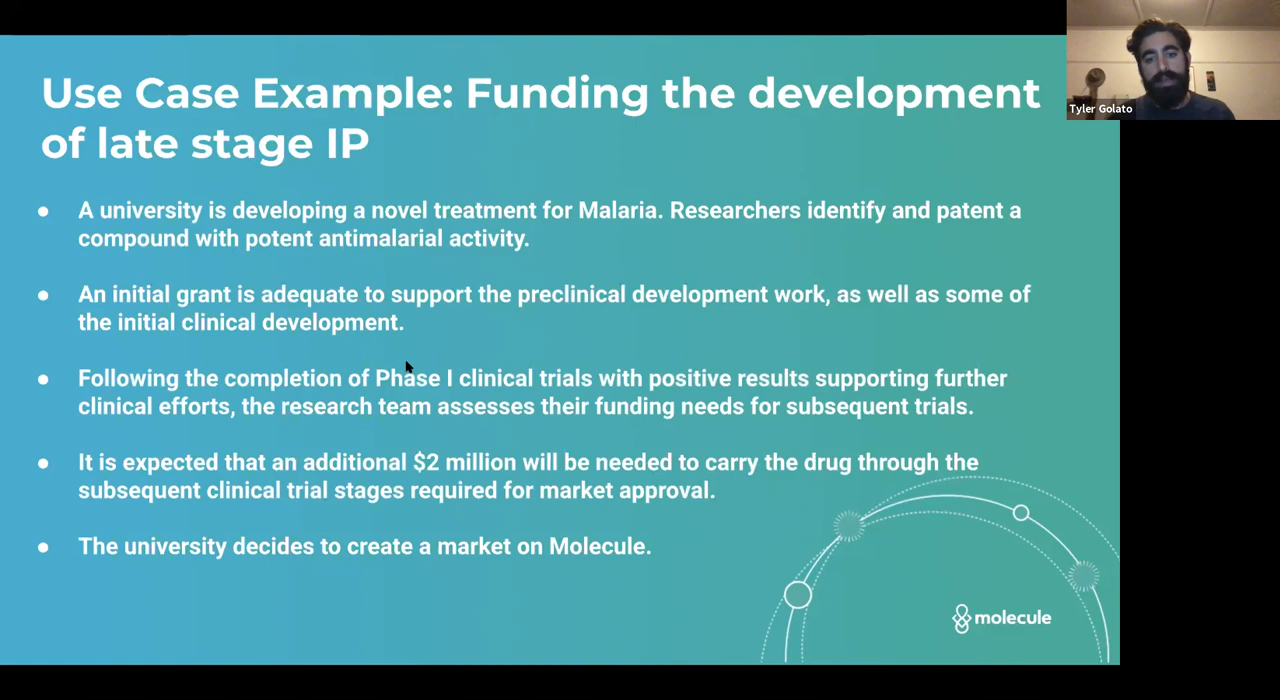 Use Case Example: Funding the development
of late stage IP
Tyler Golato
● A university is developing a novel treatment for Malaria. Researchers identify and patent a
compound with potent antimalarial activity.
● An initial grant is adequate to support the preclinical development work, as well as some of
the initial clinical development.
● Following the completion of Phase I clinical trials with positive results supporting further
clinical efforts, the research team assesses their funding needs for subsequent trials.
● It is expected that an additional $2 million will be needed to carry the drug through the
subsequent clinical trial stages required for market approval.
● The university decides to create a market on Molecule.
molecule